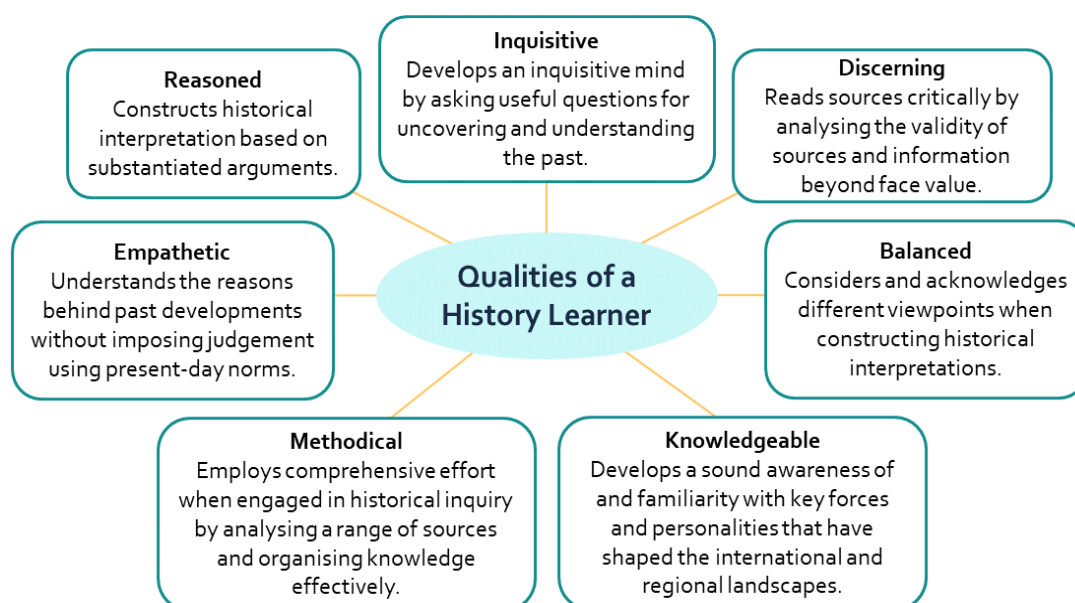 Inquisitive
Develops an inquisitive mind
by asking useful questions for
uncovering and understanding
the past.
Reasoned
Constructs historical
interpretation based on
substantiated arguments.
Discerning
Reads sources critically by
analysing the validity of
sources and information
beyond face value.
Empathetic
Understands the reasons
behind past developments
without imposing judgement
using present-day norms.
Qualities of a
History Learner
Balanced
Considers and acknowledges
different viewpoints when
constructing historical
interpretations.
Methodical
Employs comprehensive effort
when engaged in historical inquiry
by analysing a range of sources
and organising knowledge
effectively.
Knowledgeable
Develops a sound awareness of
and familiarity with key forces
and personalities that have
shaped the international and
regional landscapes.